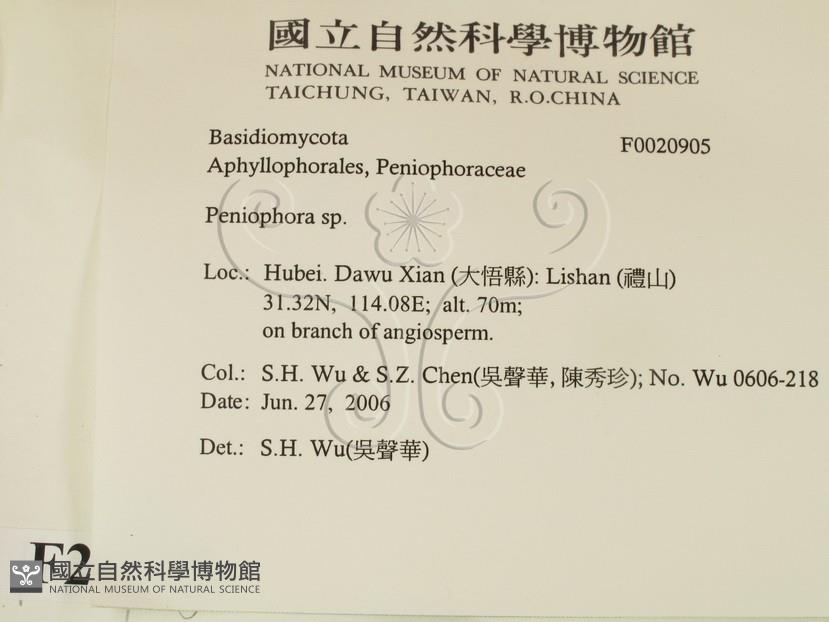 國立自然科學博物館
NATIONAL MUSEUM OF NATURAL SCIENCE
TAICHUNG, TAIWAN, R.O.CHINA
Basidiomycota F0020905
Aphyllophorales, Peniophoraceae
Peniophora sp.
Loc.: Hubei. Dawu Xian (大悟縣): Lishan (禮山)
31.32N, 114.08E; alt. 70m;
on branch of angiosperm.
Col.: S.H. Wu & S.Z. Chen(吳聲華, 陳秀珍); No. Wu 0606-218
Date: Jun. 27, 2006
Det.: S.H. Wu(吳聲華)
F2
國立自然科學博物館
NATIONAL MUSEUM OF NATURAL SCIENCE